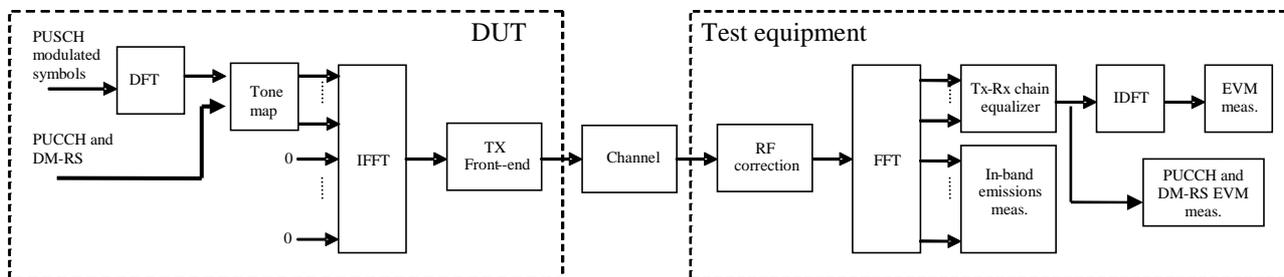 DUT
PUSCH
modulated
symbols
DFT
PUCCH and
DM-RS
Tone
map
0
0
IFFT
TX
Front--end
Channel
Test equipment
RF
correction
FFT
Tx-Rx chain
equalizer
IDFT
EVM
meas.
In-band
emissions
meas.
PUCCH and
DM-RS EVM
meas.